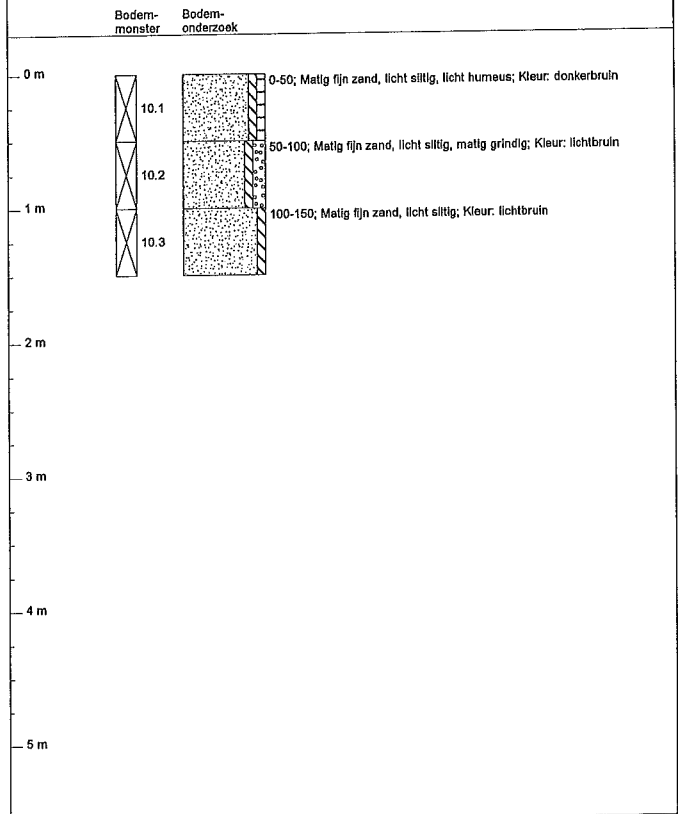 Bodem-
monster
Bodem-
onderzoek
0 m
10.1
0-50; Matig fijn zand, licht siltig, licht humeus; Kleur: donkerbruin
50-100; Matig fijn zand, licht siltig, matig grindig; Kleur: lichtbruin
10.2
1 m
100-150; Matig fijn zand, licht siltig; Kleur: lichtbruin
10.3
2 m
3 m
4 m
5 m